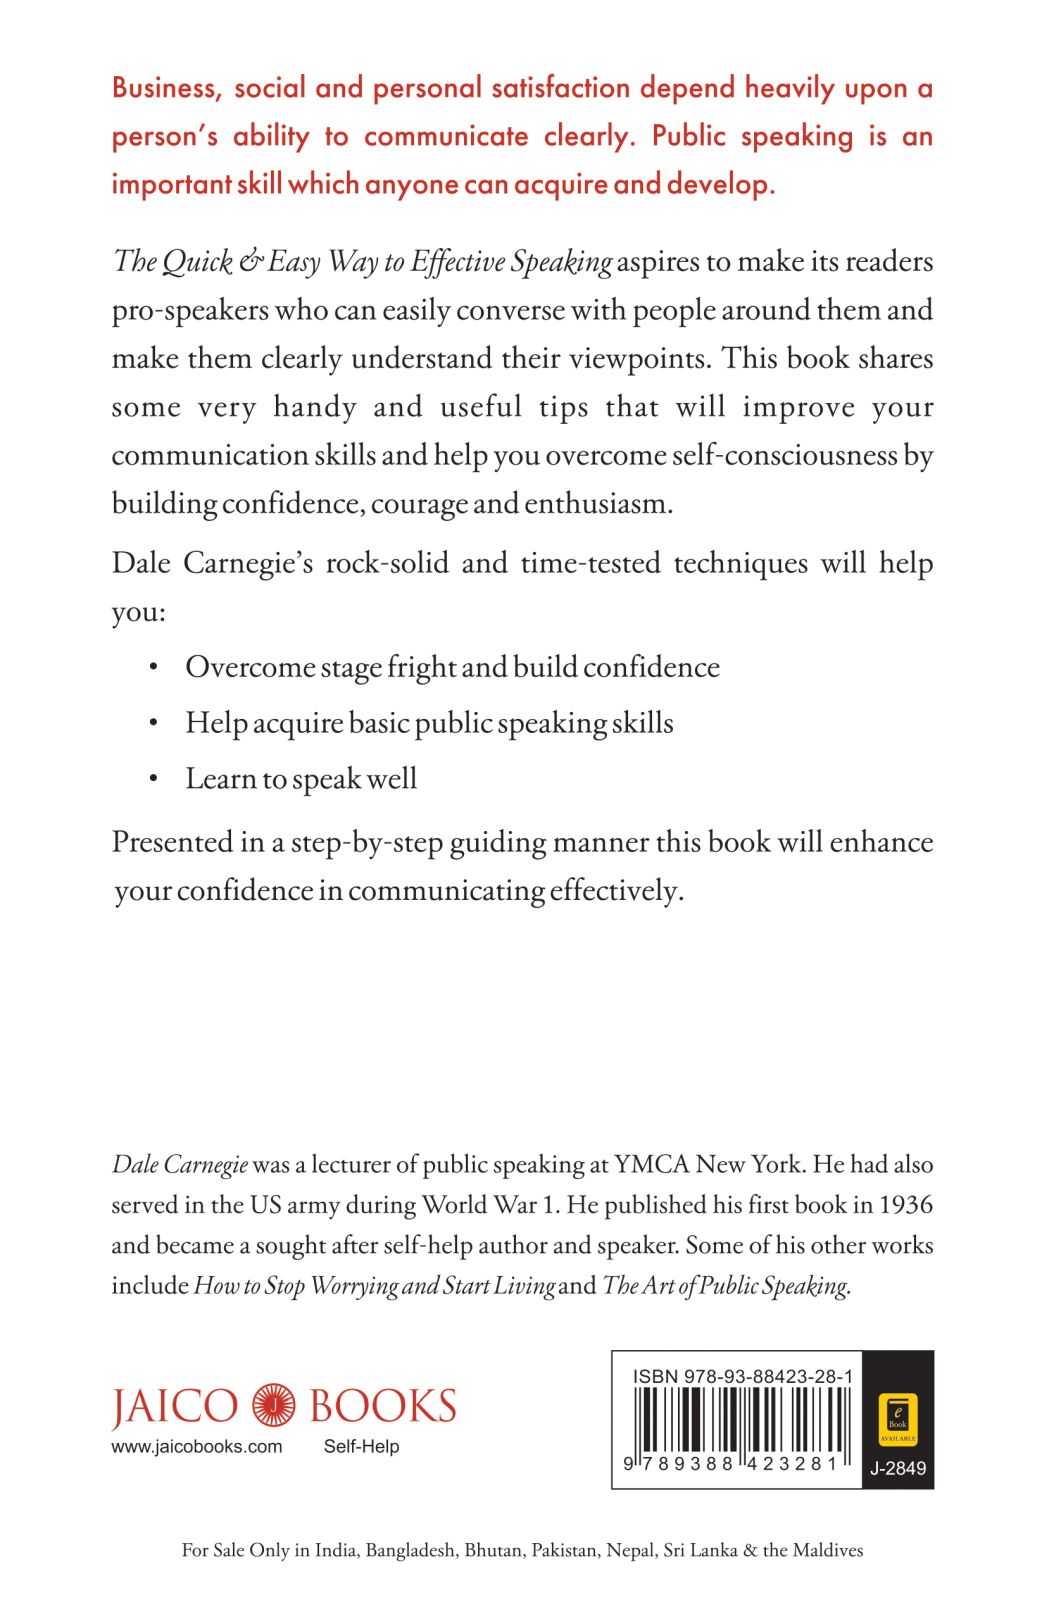 Business, social and personal satisfaction depend heavily upon a
person’s ability to communicate clearly. Public speaking is an
important skill which anyone can acquire and develop.
The Quick & Easy Way to Effective Speaking aspires to make its readers
pro-speakers who can easily converse with people around them and
make them clearly understand their viewpoints. This book shares
some very handy and useful tips that will improve your
communication skills and help you overcome self-consciousness by
building confidence, courage and enthusiasm.
Dale Carnegie’s rock-solid and time-tested techniques will help
you:
• Overcome stage fright and build confidence
• Help acquire basic public speaking skills
• Learn to speak well
Presented in a step-by-step guiding manner this book will enhance
your confidence in communicating effectively.
Dale Carnegie was a lecturer of public speaking at YMCA New York. He had also
served in the US army during World War 1. He published his first book in 1936
and became a sought after self-help author and speaker. Some of his other works
include How to Stop Worrying and Start Living and The Art of Public Speaking.
JAICO J BOOKS
www.jaicobooks.com Self-Help
ISBN 978-93-88423-28-1
9 789388 423281
e
Book
AVAILABLE
J-2849
For Sale Only in India, Bangladesh, Bhutan, Pakistan, Nepal, Sri Lanka & the Maldives